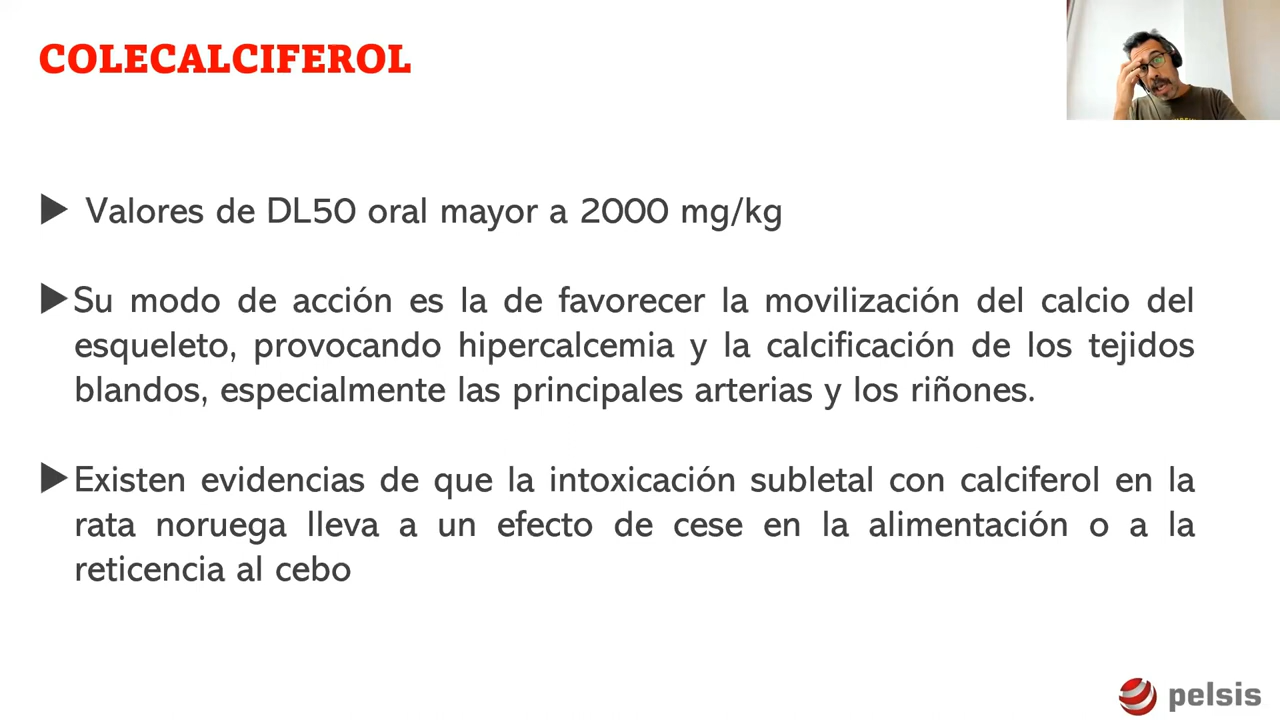 COLECALCIFEROL
Valores de DL50 oral mayor a 2000 mg/kg
Su modo de acción es la de favorecer la movilización del calcio del
esqueleto, provocando hipercalcemia y la calcificación de los tejidos
blandos, especialmente las principales arterias y los riñones.
Existen evidencias de que la intoxicación subletal con calciferol en la
rata noruega lleva a un efecto de cese en la alimentación o a la
reticencia al cebo
pelsis